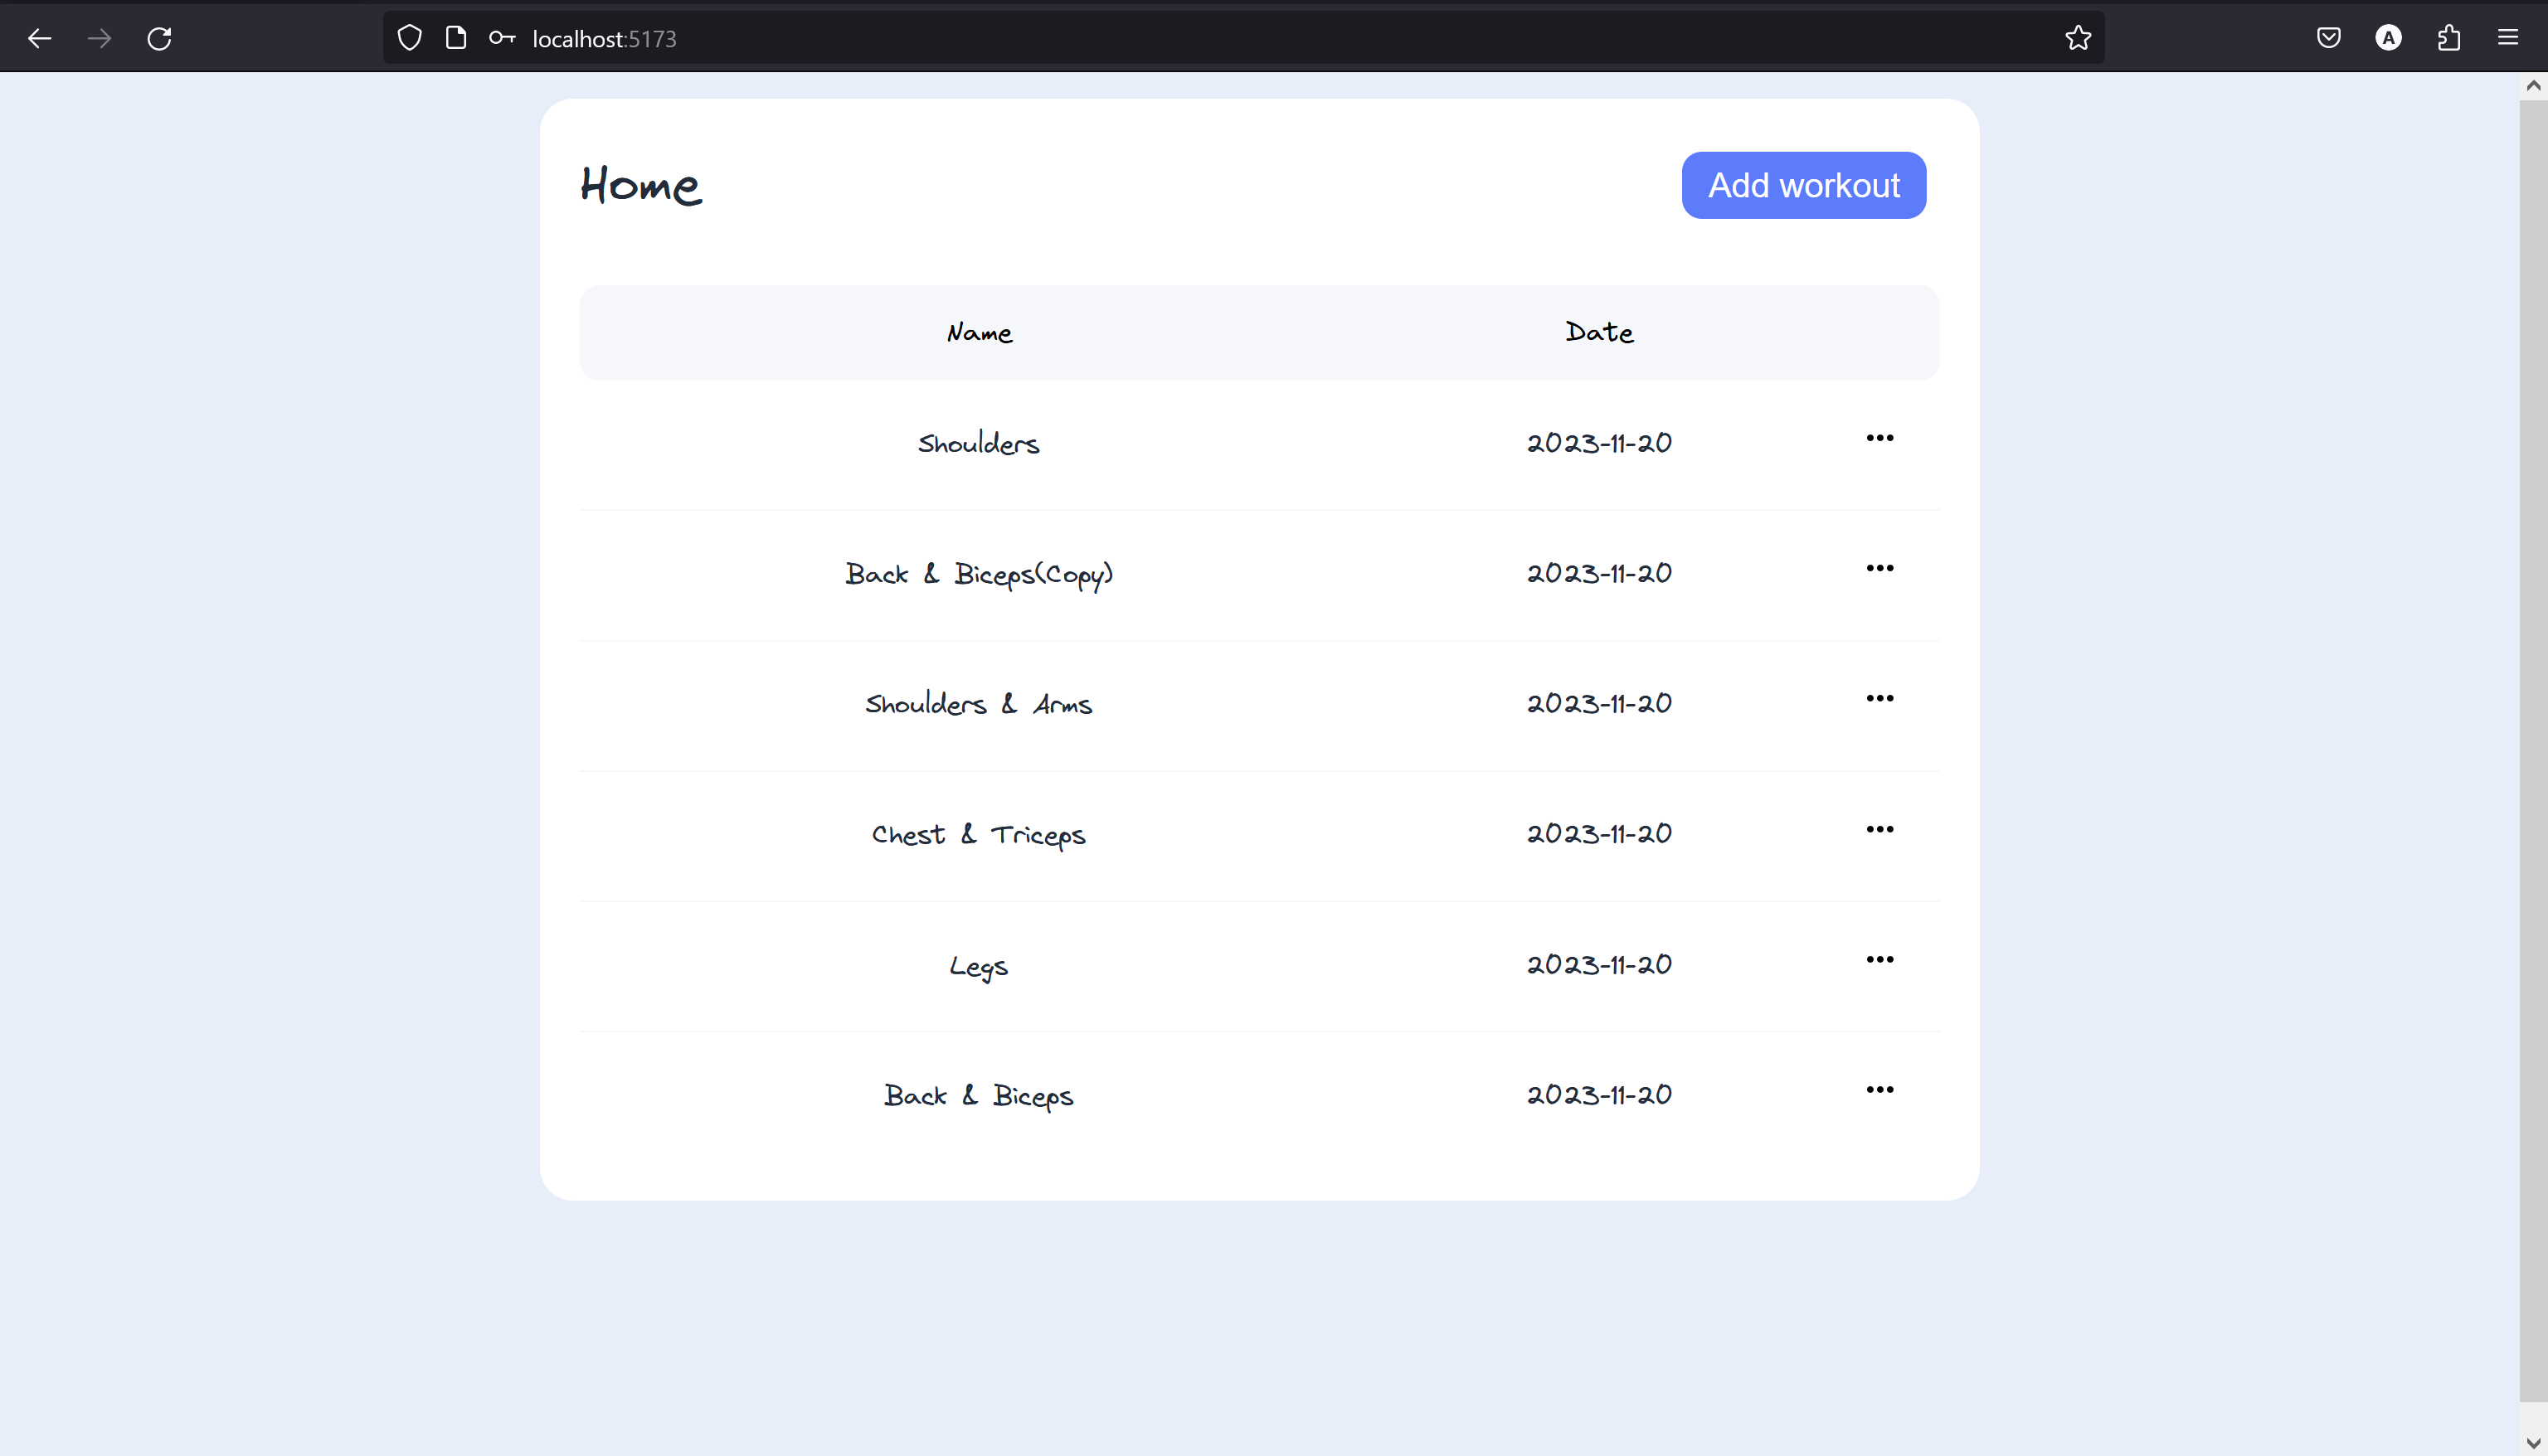 localhost:5173
A
Home
Add workout
Name Date
Shoulders 2023-11-20
Back & Biceps(Copy) 2023-11-20
Shoulders & Arms 2023-11-20
Chest & Triceps 2023-11-20
Legs 2023-11-20
Back & Biceps 2023-11-20